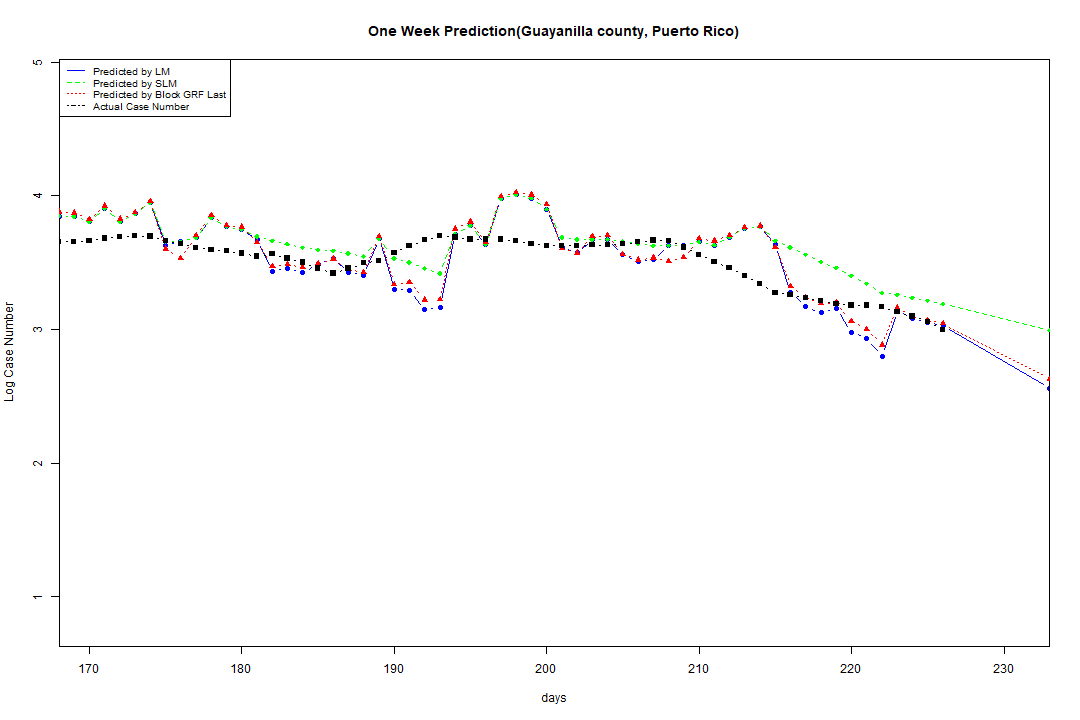 One Week Prediction(Guayanilla county, Puerto Rico)
Predicted by LM
Predicted by SLM
Predicted by Block GRF Last
Actual Case Number
5
4
3
2
1
Log Case Number
170 180 190 200 210 220 230
days